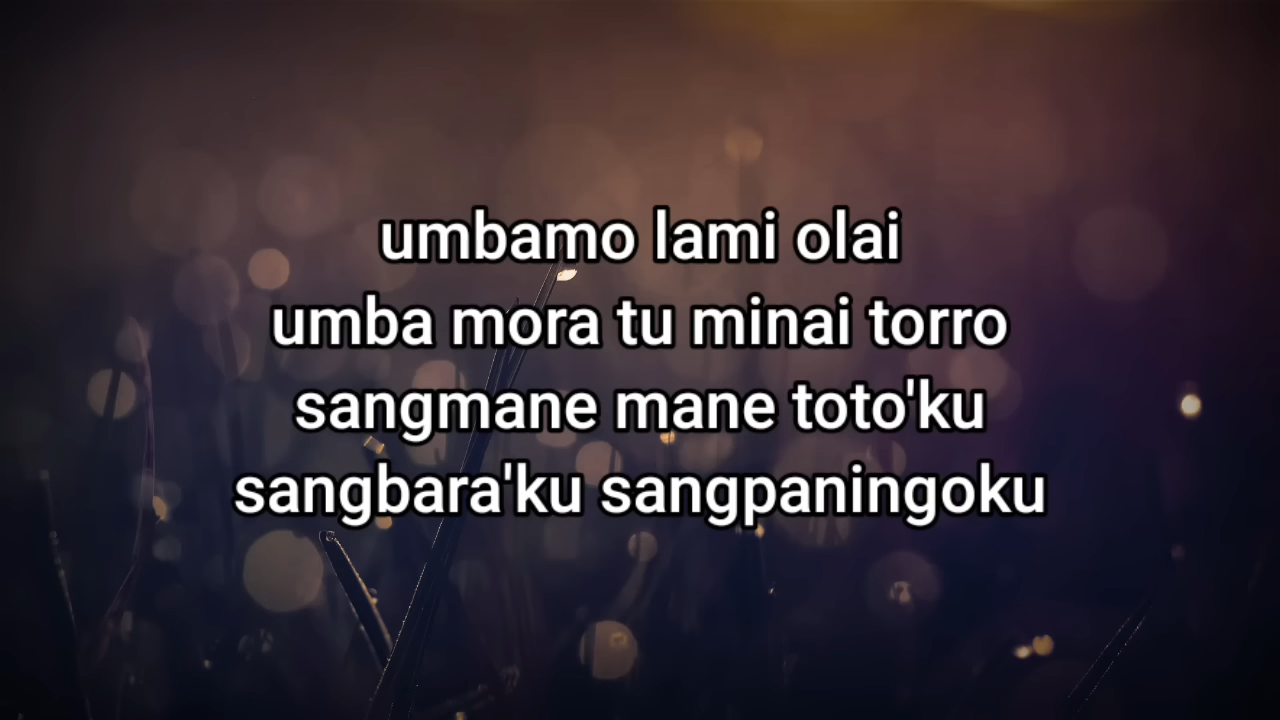 umbamo lami olai
umba mora tu minai torro
sangmane mane toto'ku
sangbara'ku sangpaningoku